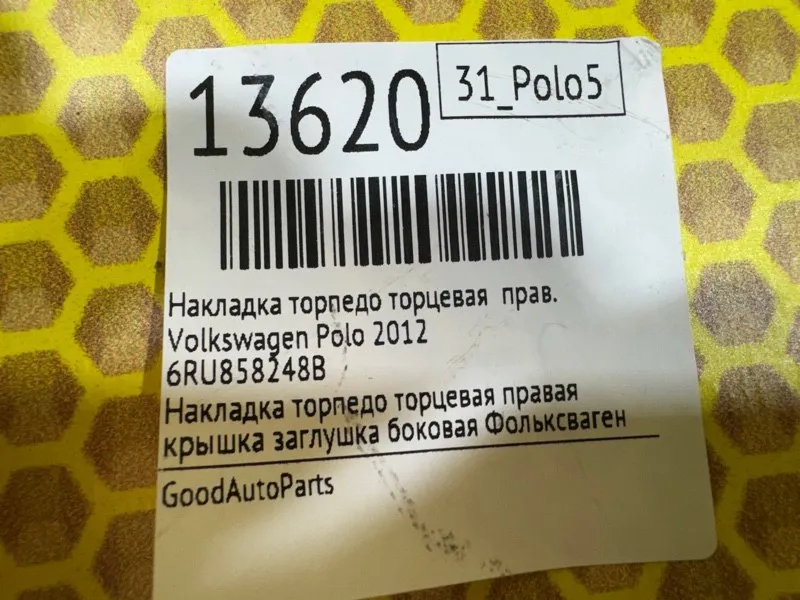 13620
31_Polo5
Накладка торпедо торцевая прав.
Volkswagen Polo 2012
6RU858248B
Накладка торпедо торцевая правая
крышка заглушка боковая Фольксваген
GoodAutoParts